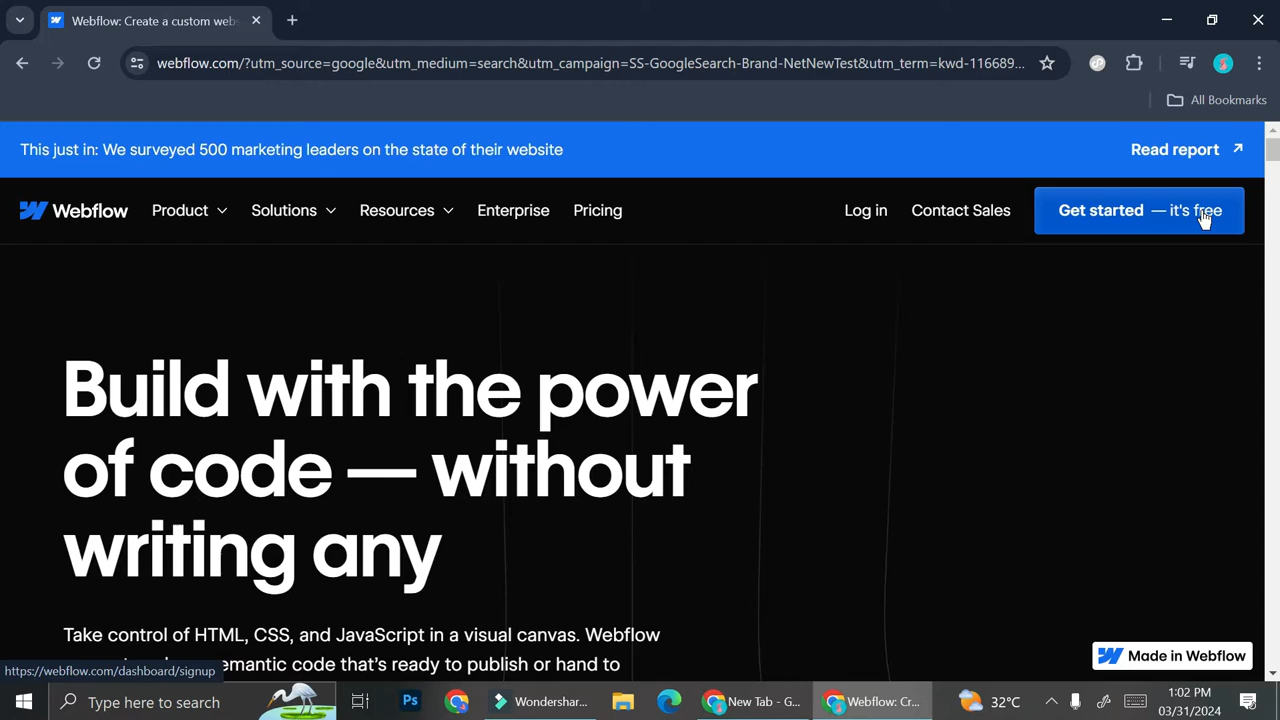 Webflow: Create a custom webs
webflow.com/?utm_source=google&utm_medium=search&utm_campaign=SS-GoogleSearch-Brand-NetNewTest&utm_term=kwd-116689...
All Bookmarks
This just in: We surveyed 500 marketing leaders on the state of their website
Read report
Webflow Product Solutions Resources Enterprise Pricing Log in Contact Sales Get started — it's free
Build with the power
of code — without
writing any
Take control of HTML, CSS, and JavaScript in a visual canvas. Webflow
semantic code that's ready to publish or hand to
Made in Webflow
https://webflow.com/dashboard/signup
Type here to search
Ps
Wondershar...
New Tab - G...
Webflow: Cr...
32°C
1:02 PM
03/31/2024